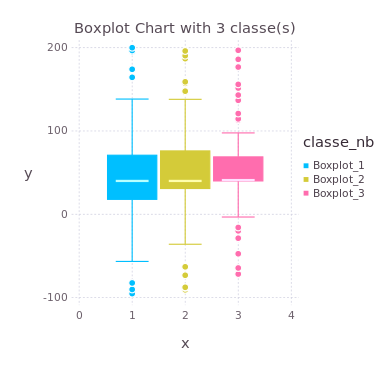 Boxplot Chart with 3 classe(s)
200
100
0
-100
y
0
1
2
3
4
x
classe_nb
Boxplot_1
Boxplot_2
Boxplot_3